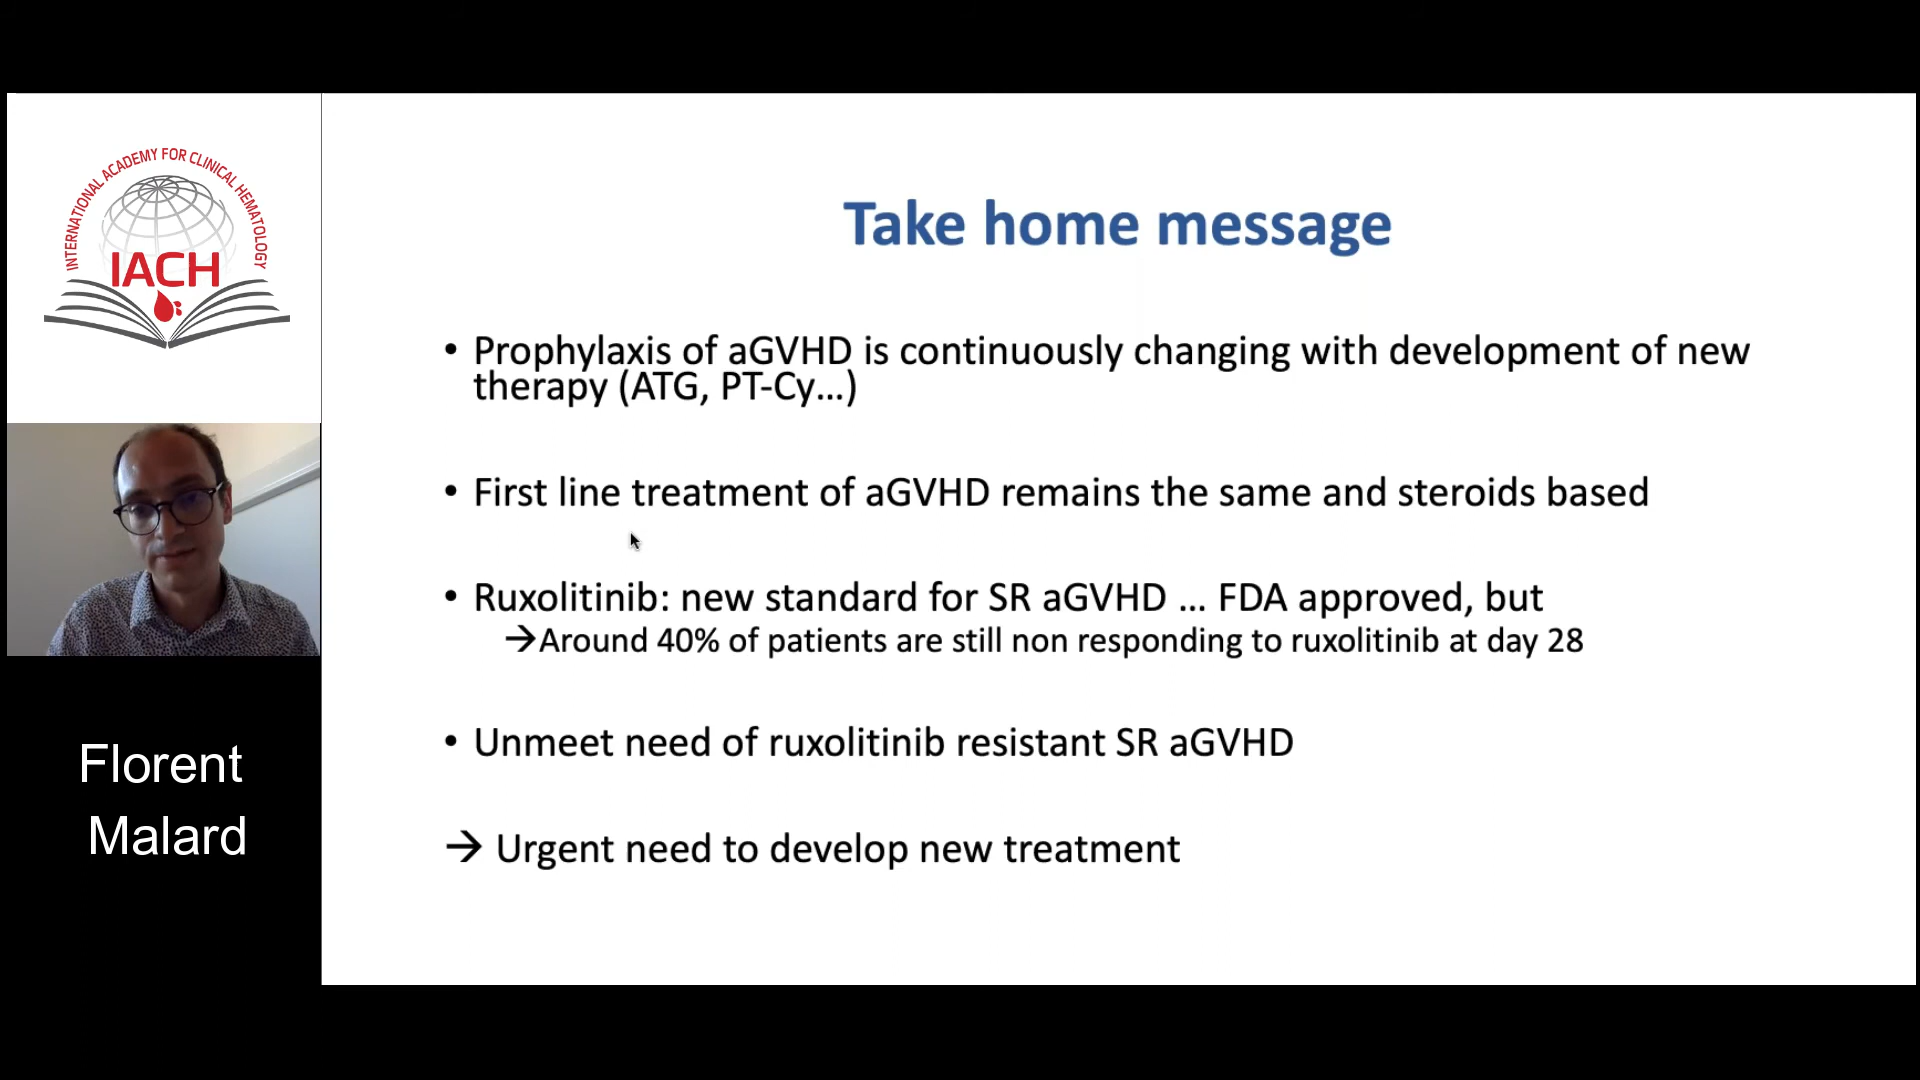 INTERNATIONAL ACADEMY FOR CLINICAL HEMATOLOGY
IACH
Florent
Malard
Take home message
• Prophylaxis of aGVHD is continuously changing with development of new
therapy (ATG, PT-Cy...)
• First line treatment of aGVHD remains the same and steroids based
• Ruxolitinib: new standard for SR aGVHD ... FDA approved, but
→Around 40% of patients are still non responding to ruxolitinib at day 28
• Unmeet need of ruxolitinib resistant SR aGVHD
→ Urgent need to develop new treatment